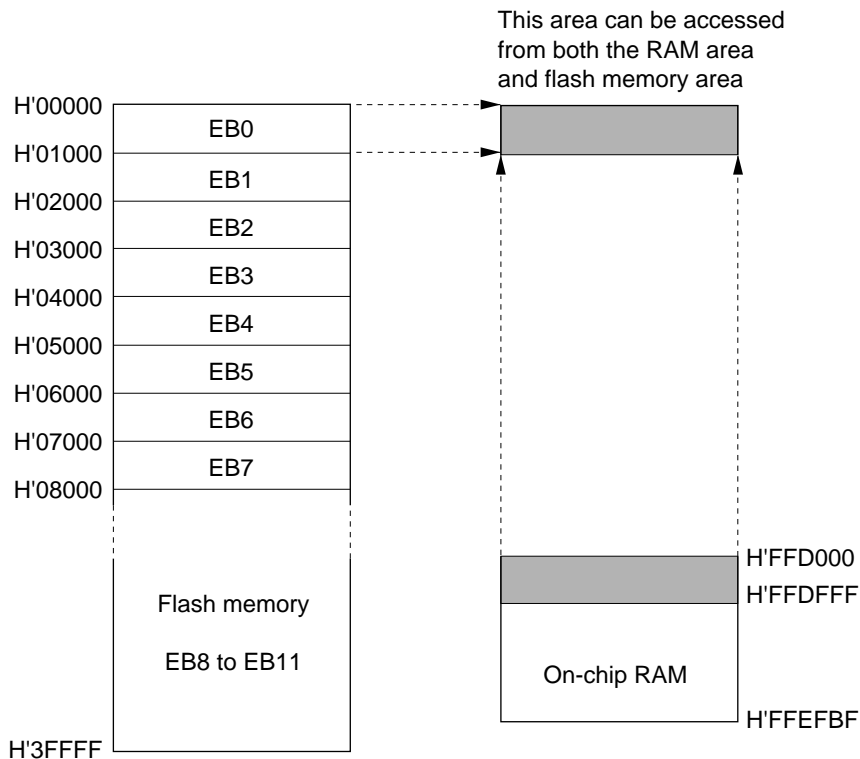 This area can be accessed
from both the RAM area
and flash memory area
H'00000
EB0
H'01000
EB1
H'02000
EB2
H'03000
EB3
H'04000
EB4
H'05000
EB5
H'06000
EB6
H'07000
EB7
H'08000
Flash memory
EB8 to EB11
H'3FFFF
H'FFD000
H'FFDFFF
On-chip RAM
H'FFEFBF